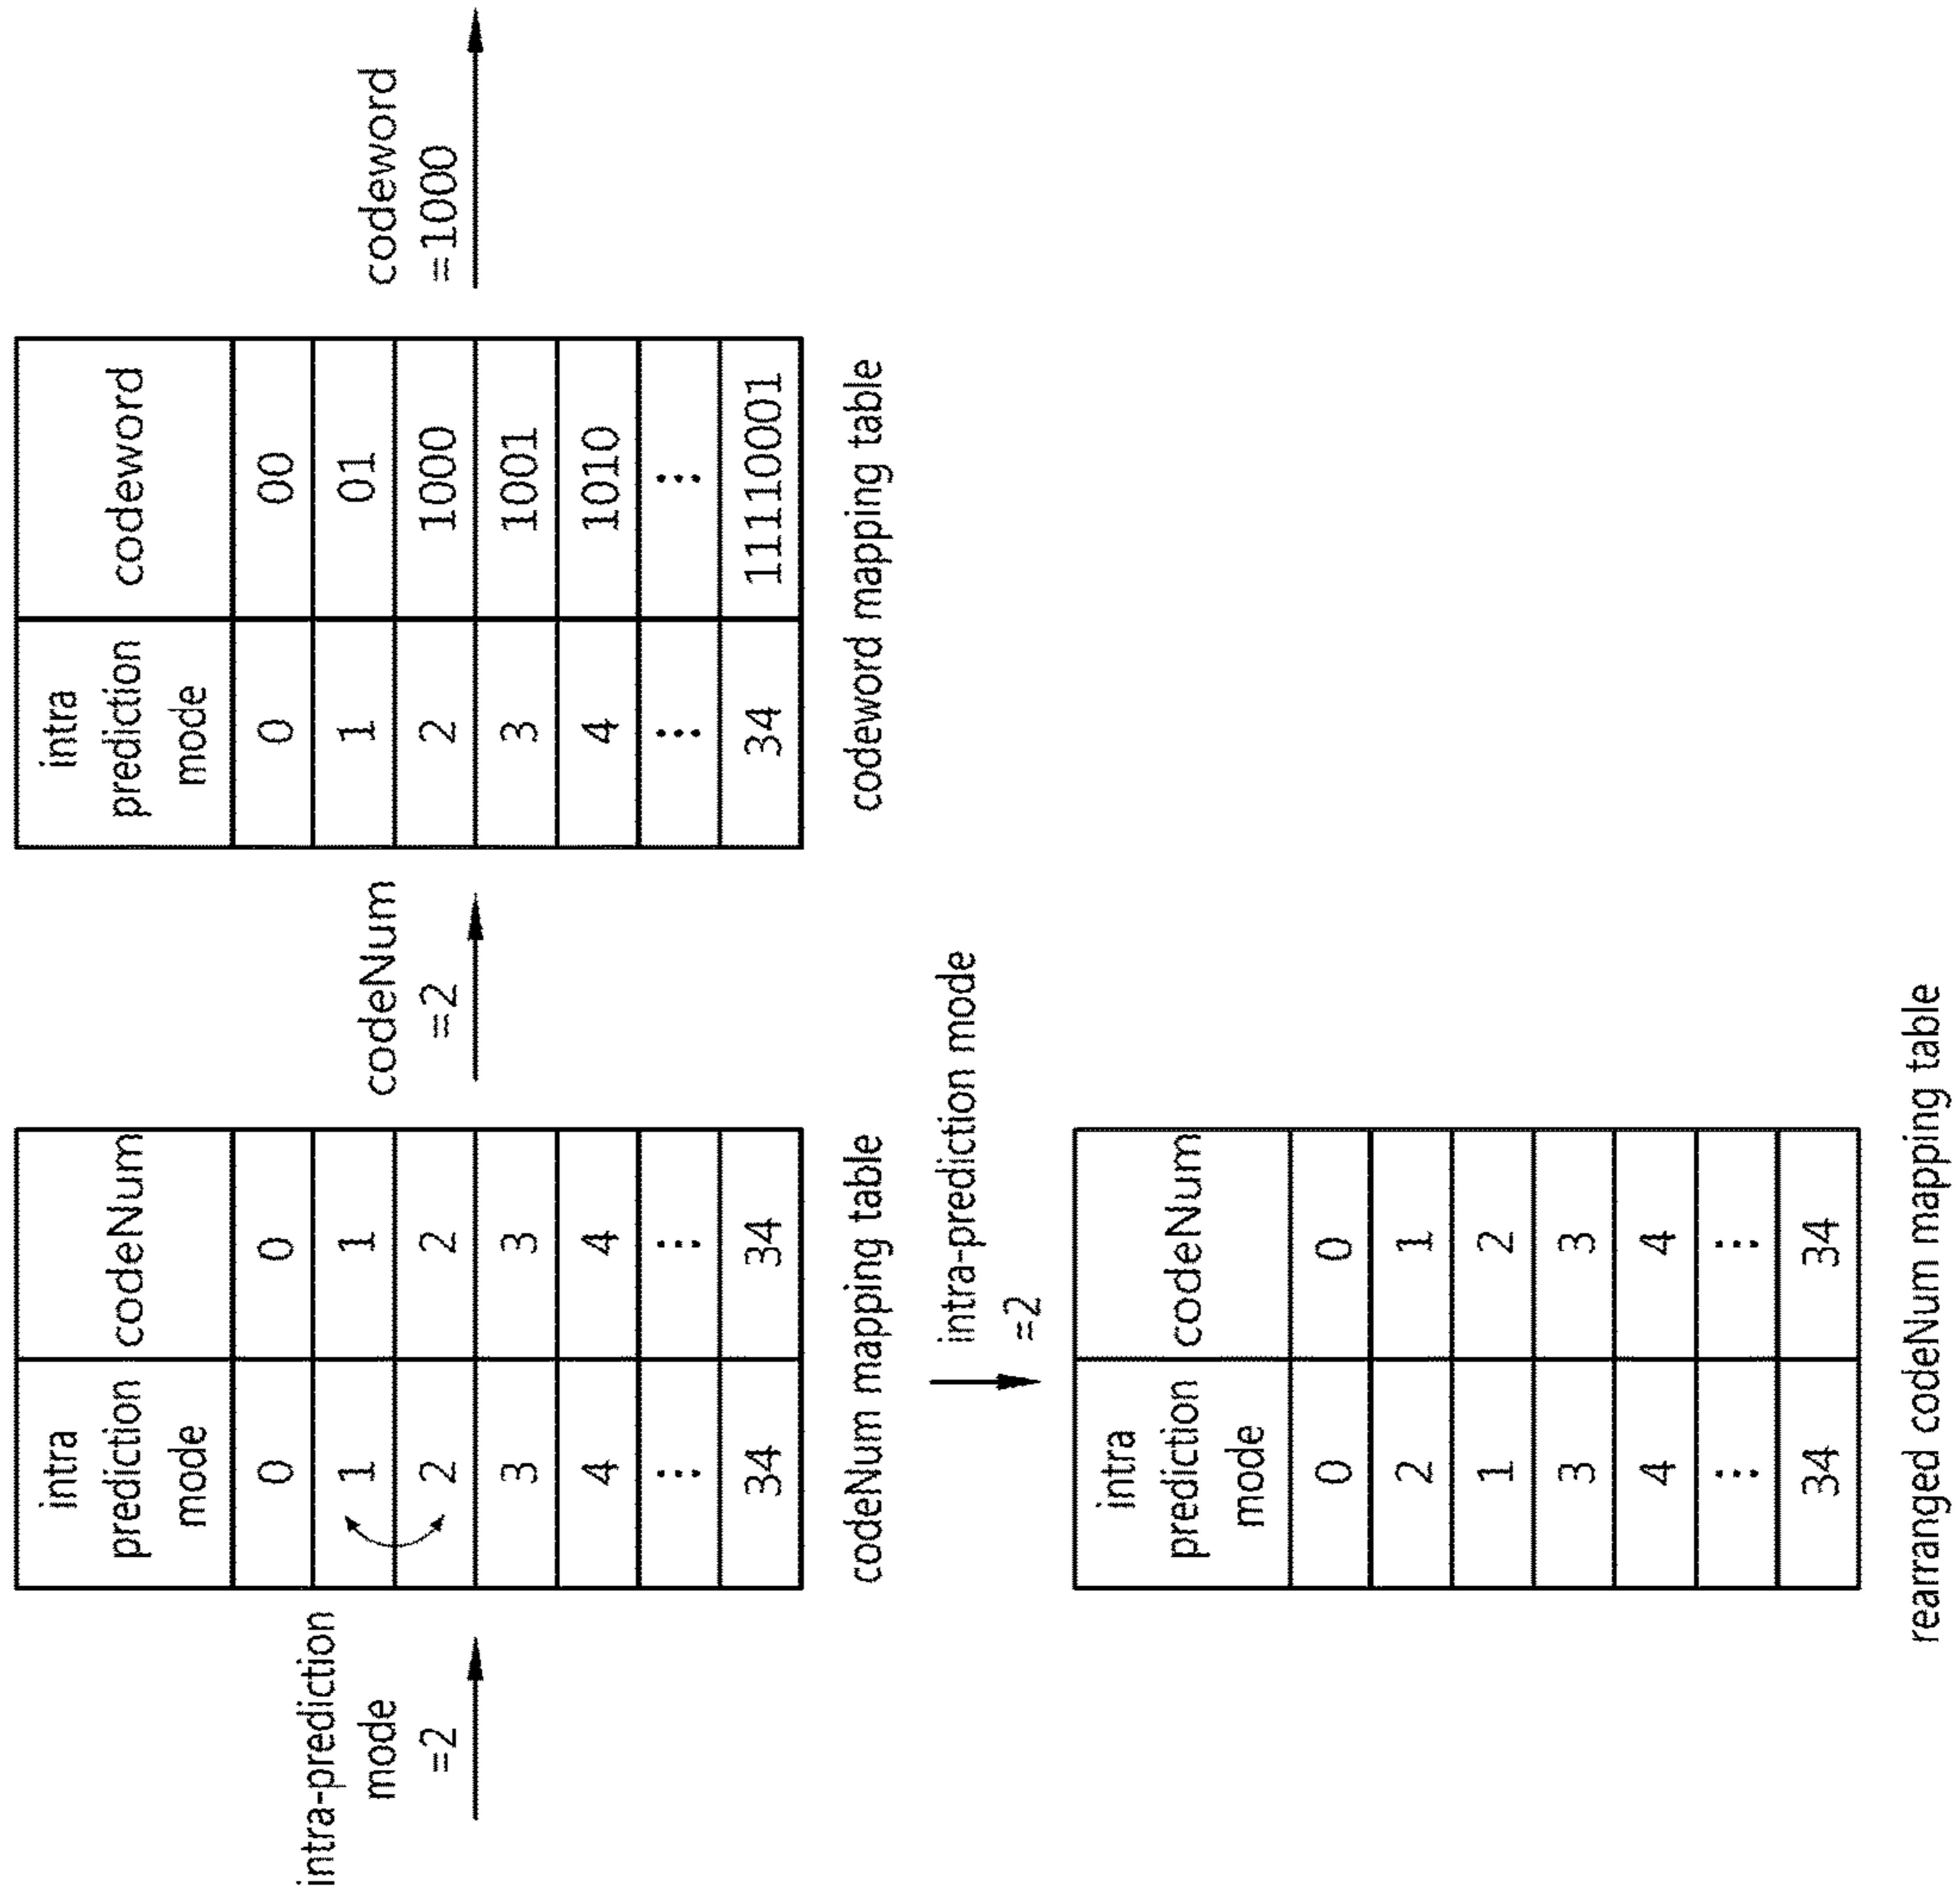 intra-prediction
mode
=2
intra
prediction
mode
codeNum
0 0
1 1
2 2
3 3
4 4
⋮ ⋮
34 34
codeNum mapping table
codeNum
=2
intra
prediction
mode
codeword
0 00
1 01
2 1000
3 1001
4 1010
⋮ ⋮
34 11110001
codeword mapping table
codeword
=1000
intra-prediction mode
=2
intra
prediction
mode
codeNum
0 0
2 1
1 2
3 3
4 4
⋮ ⋮
34 34
rearranged codeNum mapping table